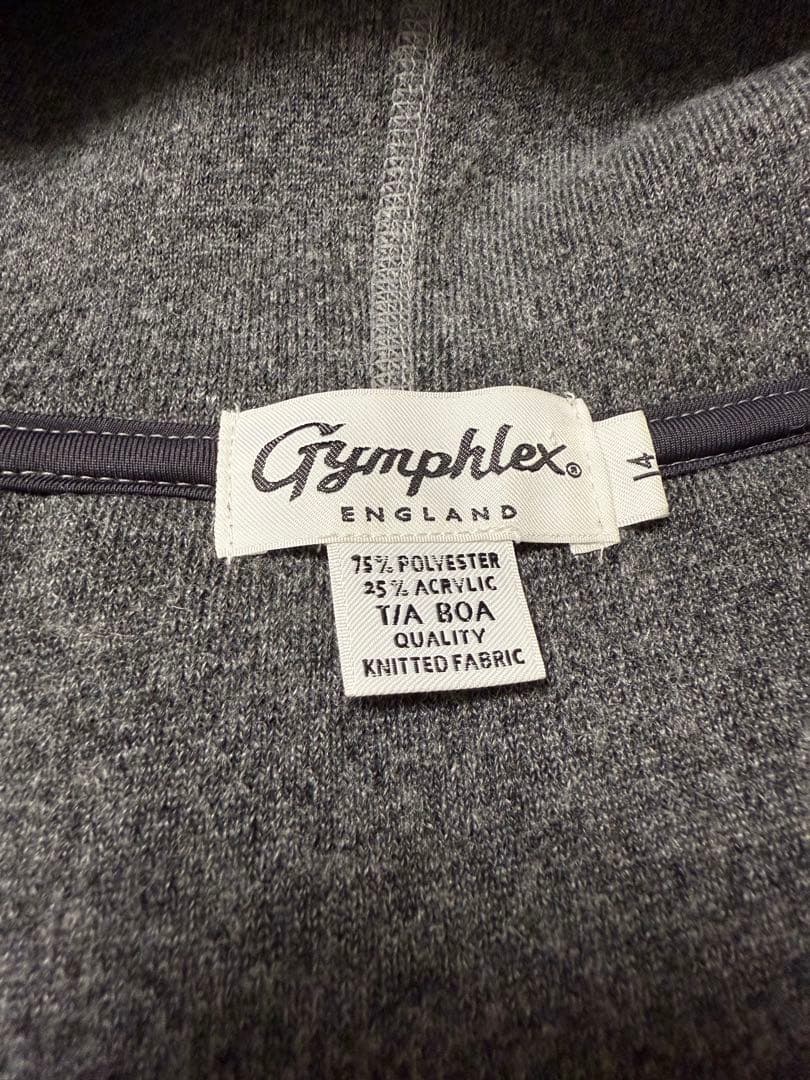 Gymphlex®
ENGLAND
14
75% POLYESTER
25% ACRYLIC
T/A BOA
QUALITY
KNITTED FABRIC